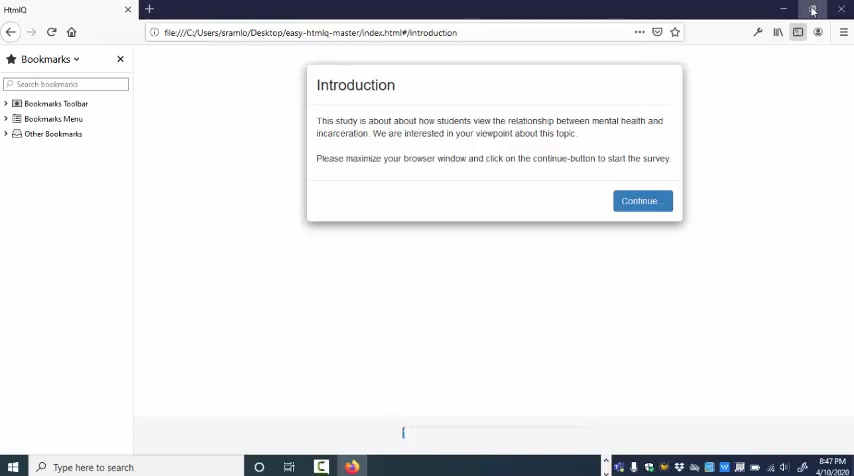 HtmlQ
file:///C:/Users/sramlo/Desktop/easy-htmlq-master/index.html#/introduction
Bookmarks
Search bookmarks
Bookmarks Toolbar
Bookmarks Menu
Other Bookmarks
Introduction
This study is about about how students view the relationship between mental health and
incarceration. We are interested in your viewpoint about this topic.
Please maximize your browser window and click on the continue-button to start the survey.
Continue...
Type here to search
8:47 PM
4/10/2020